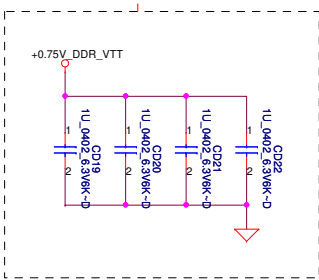 +0.75V_DDR_VTT
1
2
CD19
1U_0402_6.3V6K~D
1
2
CD20
1U_0402_6.3V6K~D
1
2
CD21
1U_0402_6.3V6K~D
1
2
CD22
1U_0402_6.3V6K~D